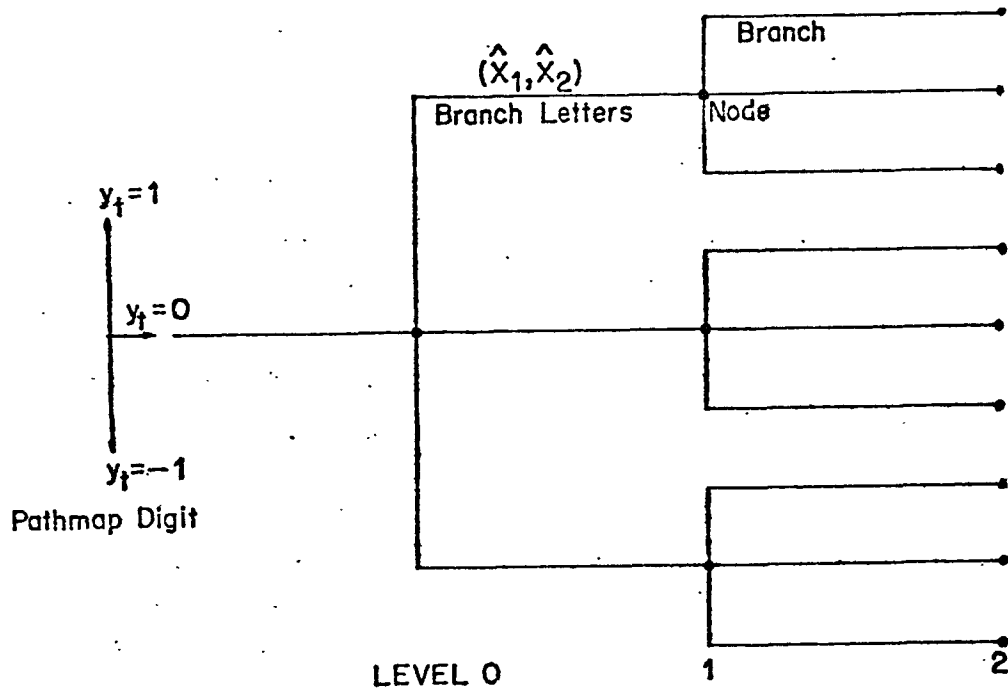 Branch
(X̂₁,X̂₂)
Branch Letters
Node
yₜ=1
yₜ=0
yₜ=-1
Pathmap Digit
LEVEL 0
1
2